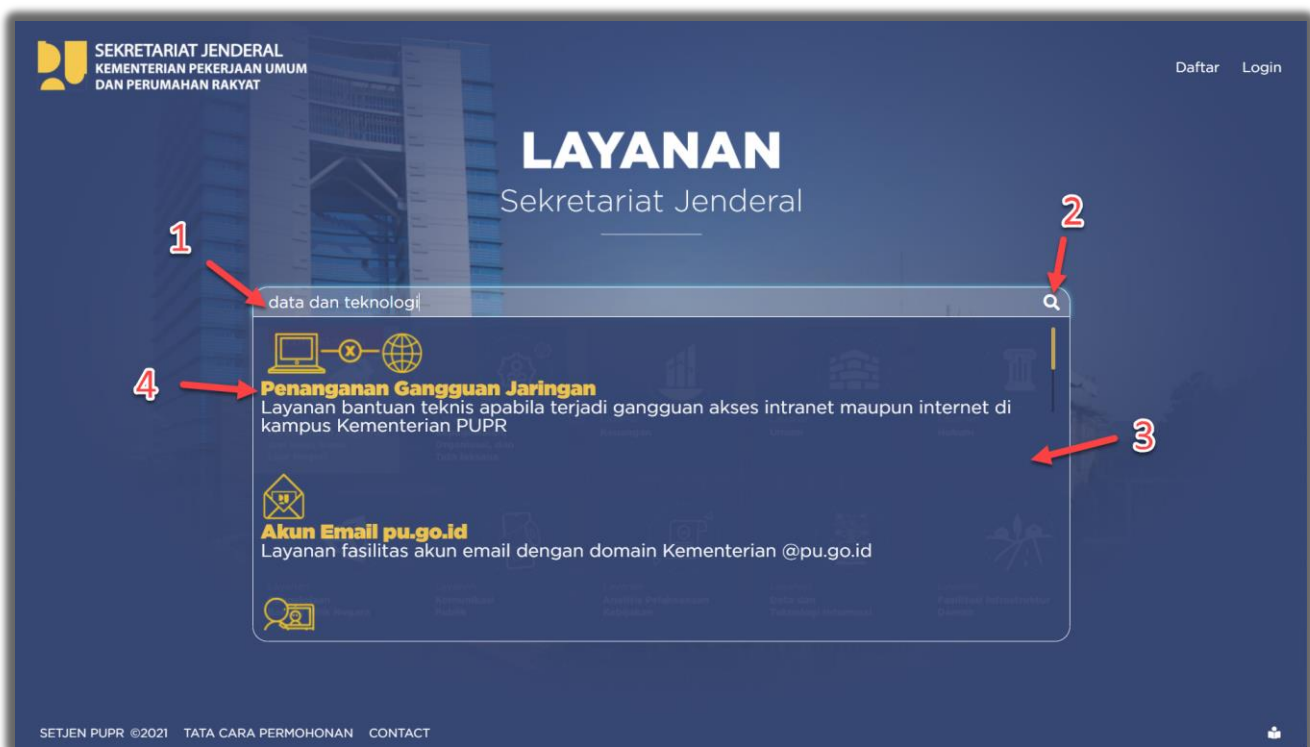 SEKRETARIAT JENDERAL
KEMENTERIAN PEKERJAAN UMUM
DAN PERUMAHAN RAKYAT
Daftar Login
LAYANAN
Sekretariat Jenderal
1
2
data dan teknologi
Penanganan Gangguan Jaringan
Layanan bantuan teknis apabila terjadi gangguan akses intranet maupun internet di
kampus Kementerian PUPR
4
3
Akun Email pu.go.id
Layanan fasilitas akun email dengan domain Kementerian @pu.go.id
SETJEN PUPR ©2021 TATA CARA PERMOHONAN CONTACT